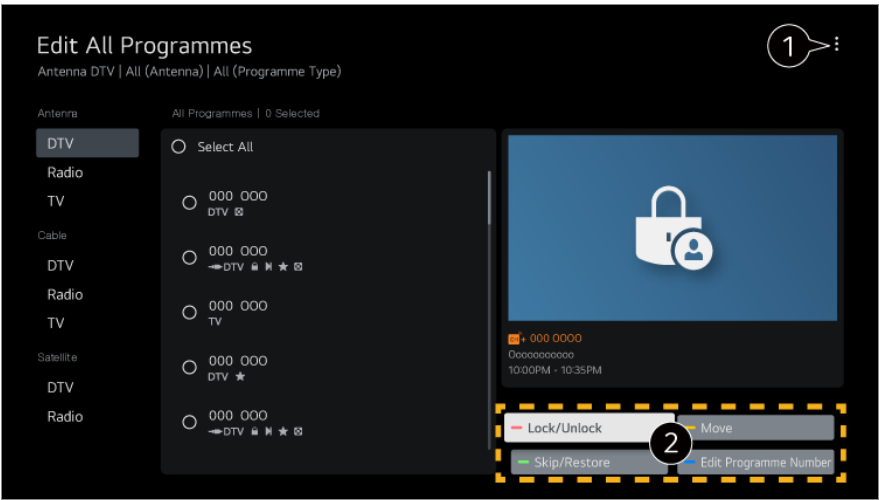 Edit All Programmes
Antenna DTV | All (Antenna) | All (Programme Type)
1
Antenna
DTV
Radio
TV
Cable
DTV
Radio
TV
Satellite
DTV
Radio
All Programmes | 0 Selected
Select All
000 000
DTV
000 000
DTV
000 000
TV
000 000
DTV
000 000
DTV
CH+ 000 0000
Ooooooooooo
10:00PM - 10:35PM
Lock/Unlock
Move
2
Skip/Restore
Edit Programme Number